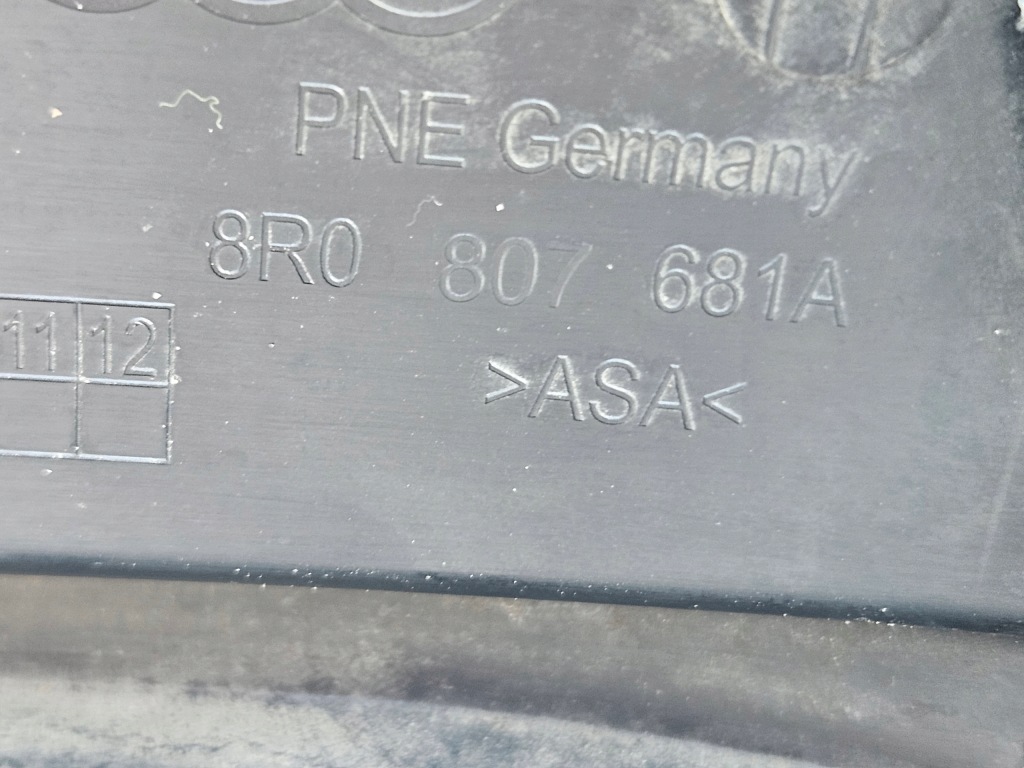 PNE Germany
8R0 807 681A
11 12
>ASA<